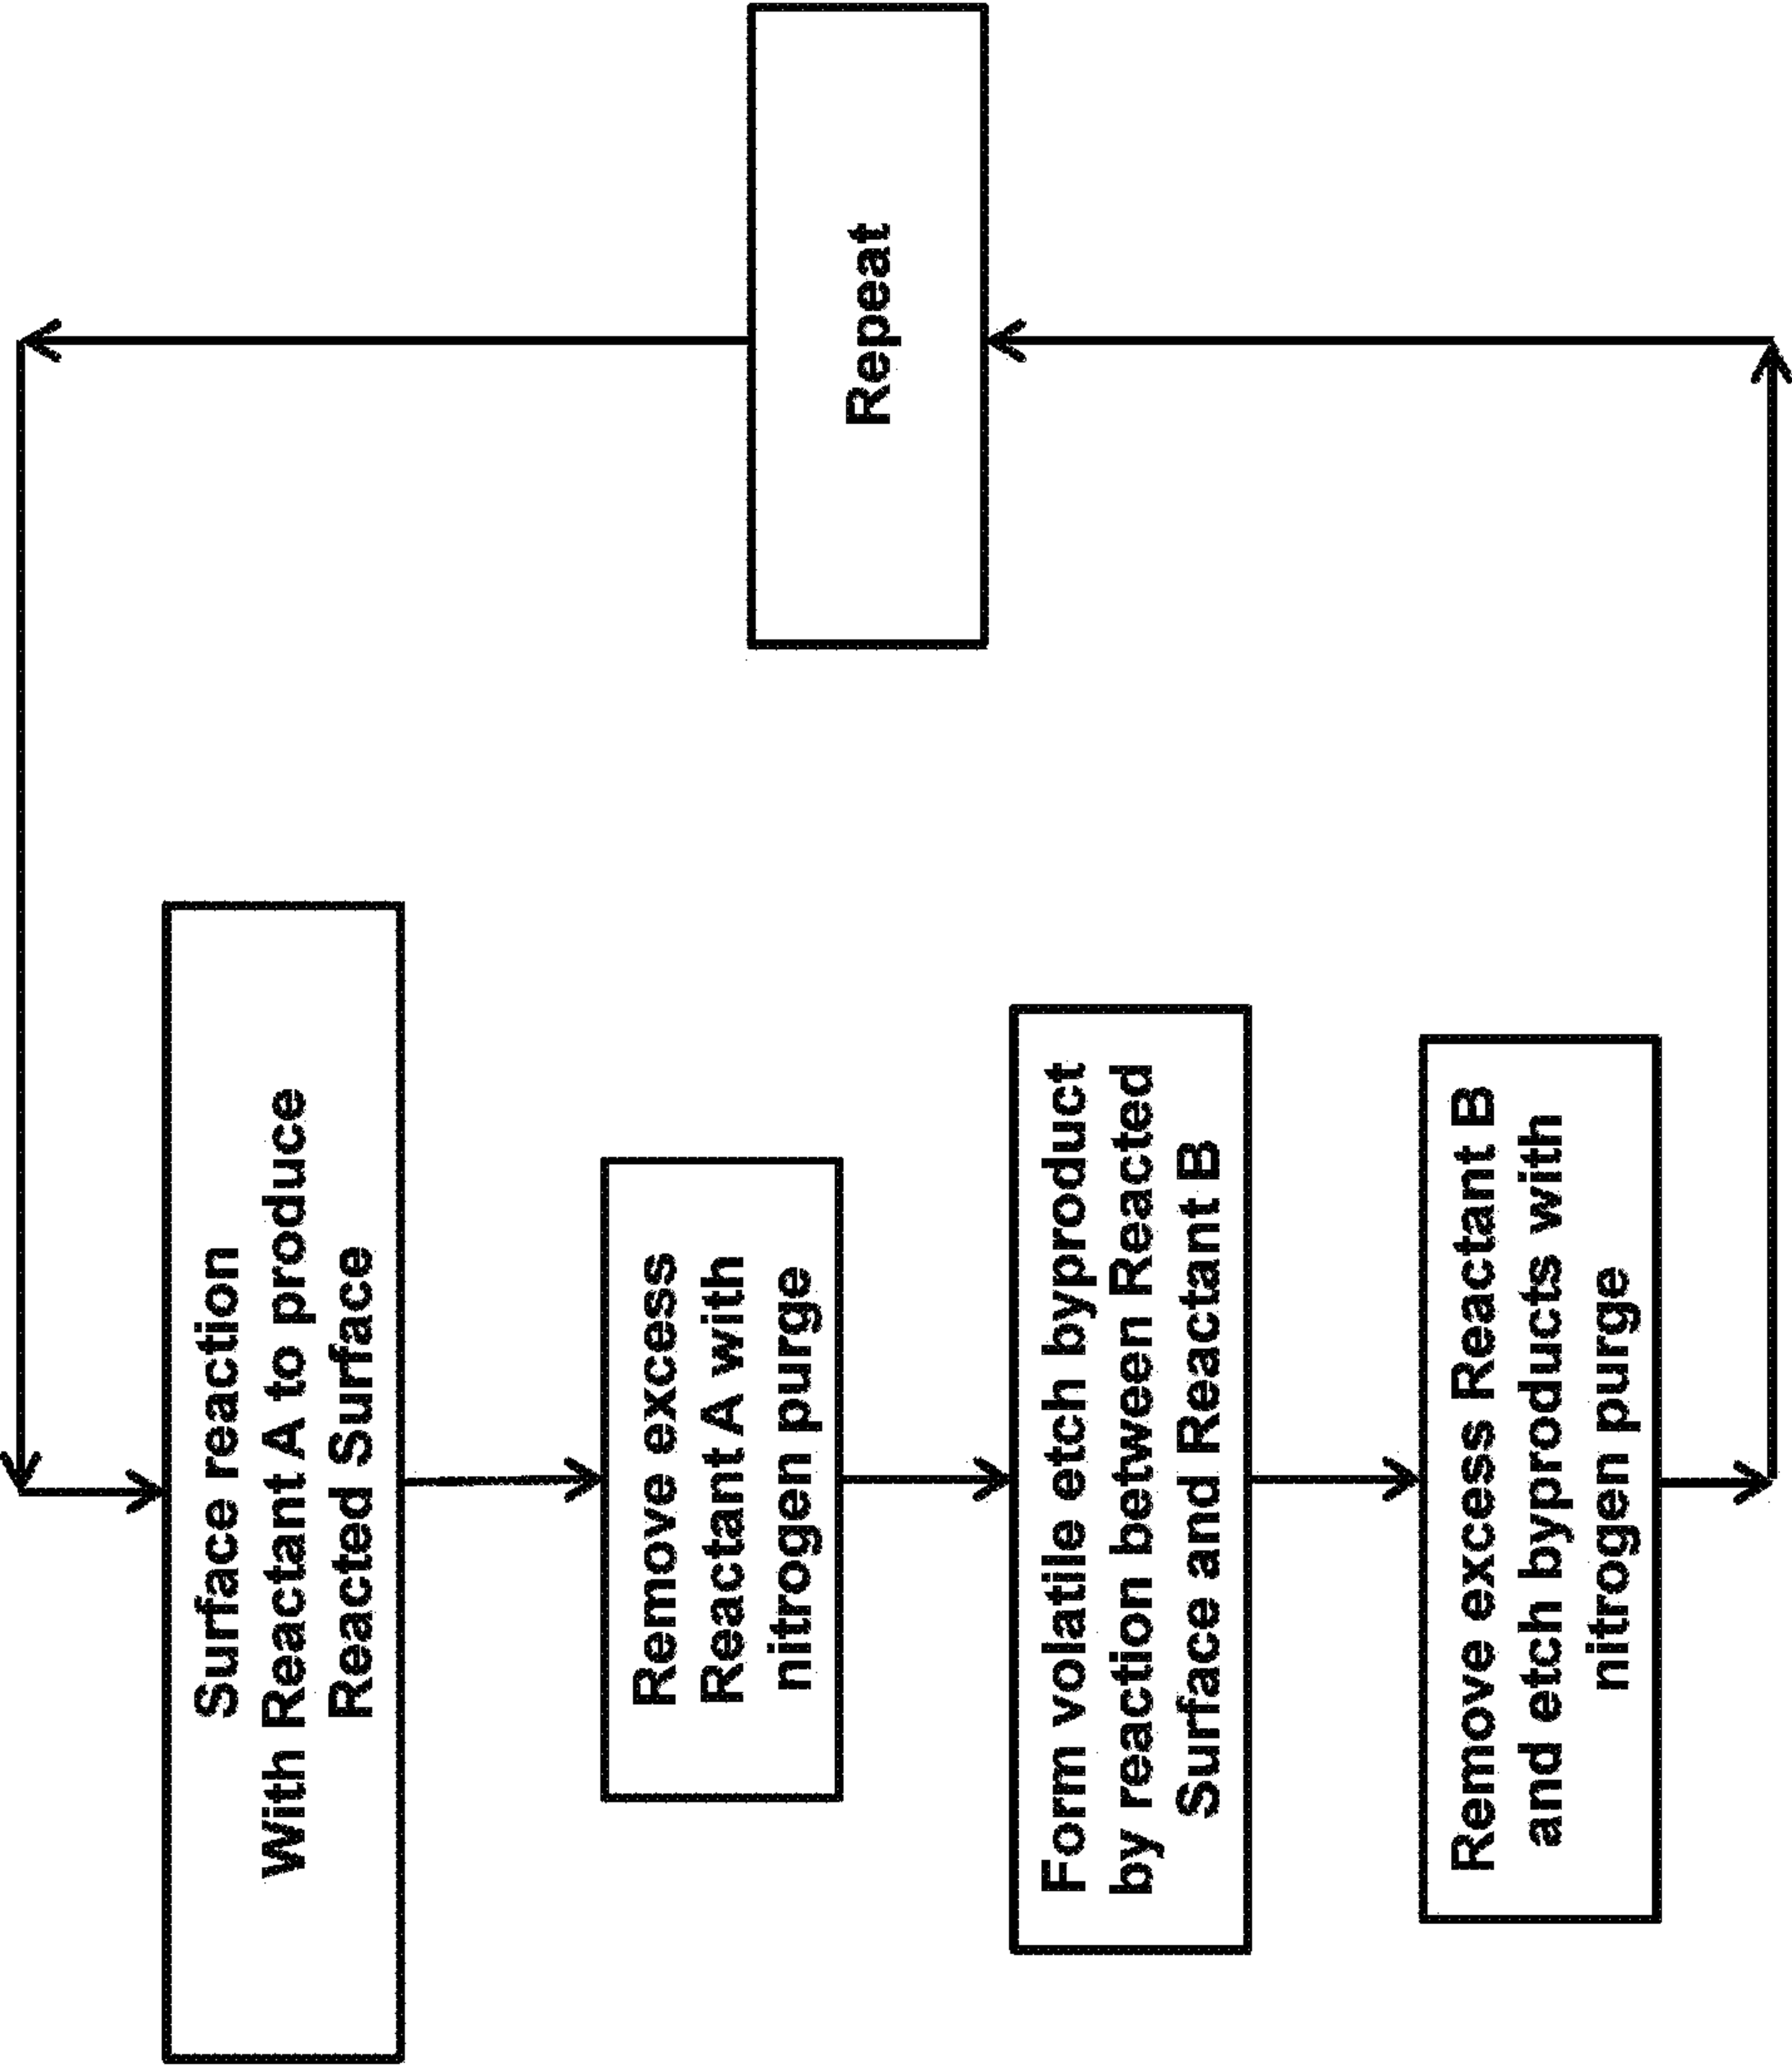 Surface reaction
With Reactant A to produce
Reacted Surface
Remove excess
Reactant A with
nitrogen purge
Form volatile etch byproduct
by reaction between Reacted
Surface and Reactant B
Remove excess Reactant B
and etch byproducts with
nitrogen purge
Repeat